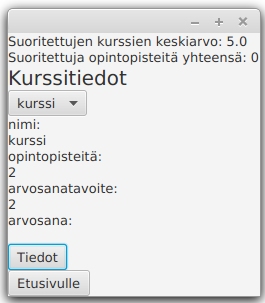 Suoritettujen kurssien keskiarvo: 5.0
Suoritettuja opintopisteitä yhteensä: 0
Kurssitiedot
kurssi
nimi:
kurssi
opintopisteitä:
2
arvosanatavoite:
2
arvosana:
Tiedot
Etusivulle